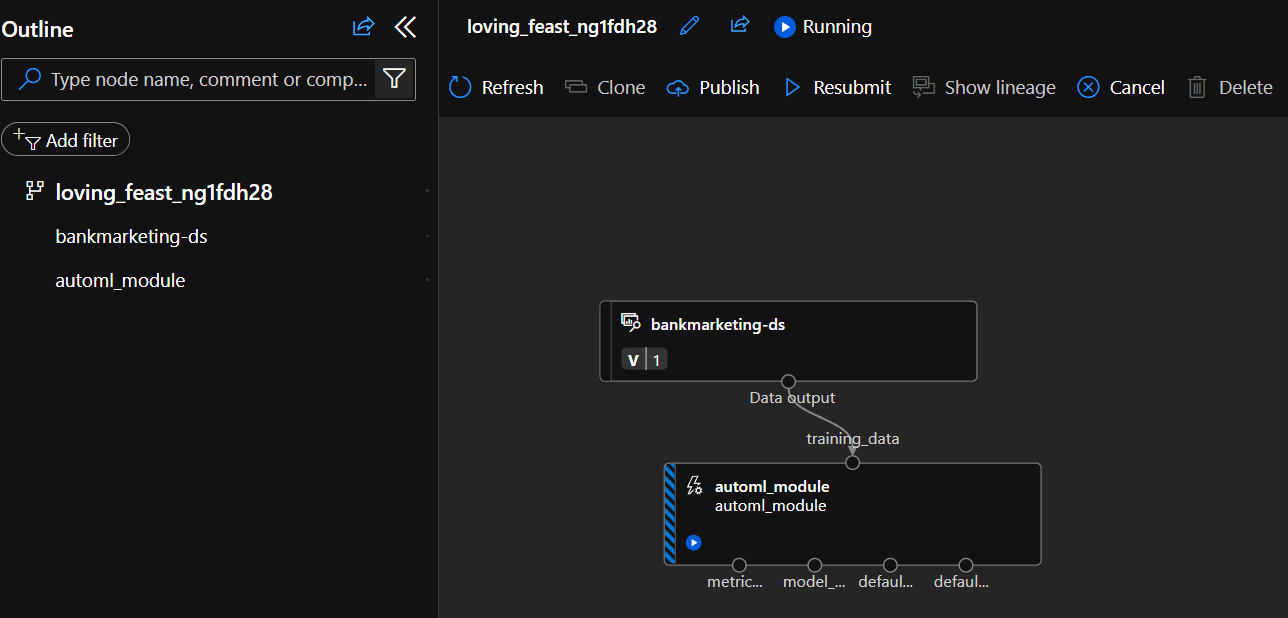 Outline
Type node name, comment or comp...
Add filter
loving_feast_ng1fdh28
bankmarketing-ds
automl_module
loving_feast_ng1fdh28
Running
Refresh
Clone
Publish
Resubmit
Show lineage
Cancel
Delete
bankmarketing-ds
V 1
Data output
training_data
automl_module
automl_module
metric...
model_...
defaul...
defaul...